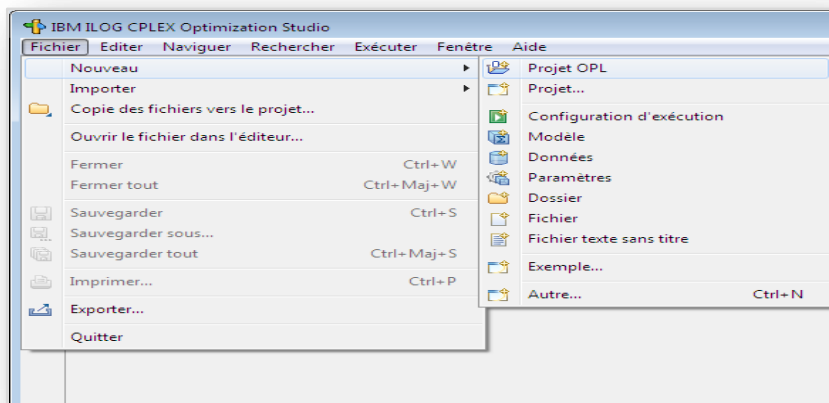 IBM ILOG CPLEX Optimization Studio
Fichier Editer Naviguer Rechercher Exécuter Fenêtre Aide
Nouveau
Importer
Copie des fichiers vers le projet...
Ouvrir le fichier dans l'éditeur...
Fermer Ctrl+W
Fermer tout Ctrl+Maj+W
Sauvegarder Ctrl+S
Sauvegarder sous...
Sauvegarder tout Ctrl+Maj+S
Imprimer... Ctrl+P
Exporter...
Quitter
Projet OPL
Projet...
Configuration d'exécution
Modèle
Données
Paramètres
Dossier
Fichier
Fichier texte sans titre
Exemple...
Autre... Ctrl+N